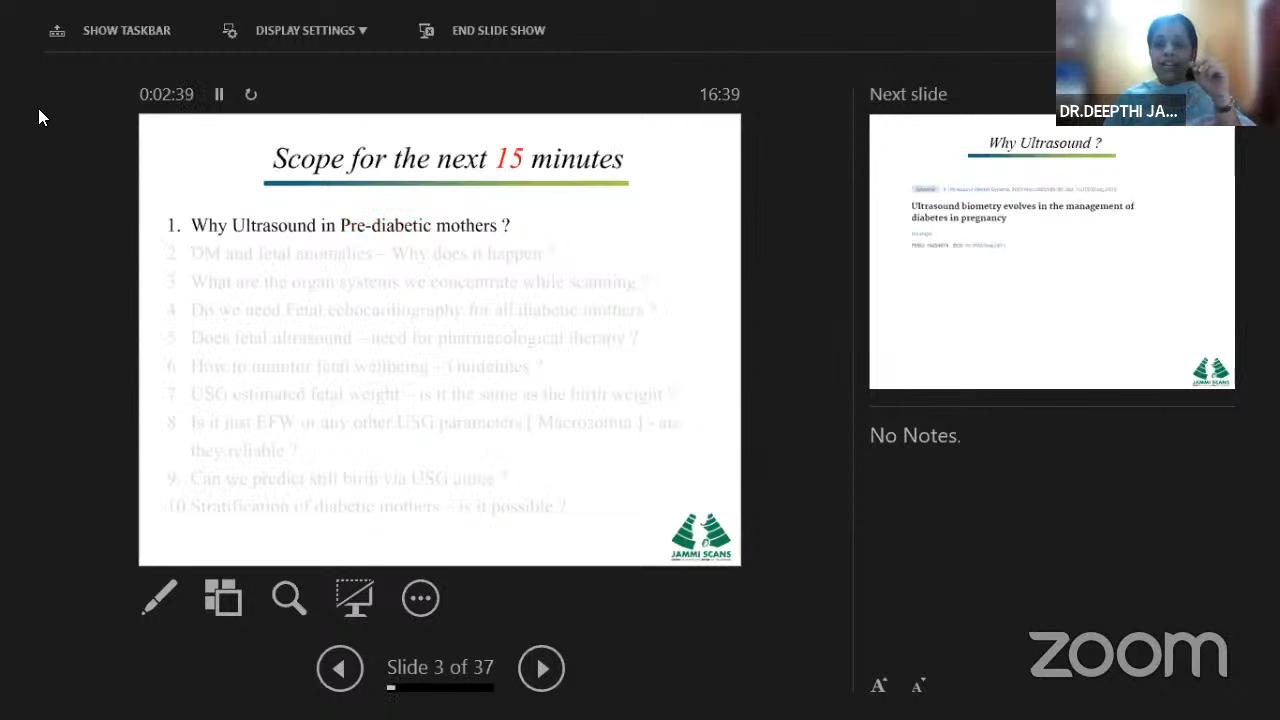 SHOW TASKBAR
DISPLAY SETTINGS ▼
END SLIDE SHOW
0:02:39
16:39
Next slide
DR.DEEPTHI JA...
Scope for the next 15 minutes
1. Why Ultrasound in Pre-diabetic mothers ?
2 DM and fetal anomalies – Why does it happen
3 What are the organ systems we concentrate while scanning ?
4 Do we need Fetal echocardiography for all diabetic mothers ?
5 Does fetal ultrasound – need for pharmacological therapy ?
6 How to monitor fetal wellbeing – Guidelines ?
7 USG estimated fetal weight – is it the same as the birth weight ?
8 Is it just EFW or any other USG parameters [ Macrosomia ] - are
they reliable ?
9. Can we predict still birth via USG alone ?
10 Stratification of diabetic mothers – is it possible ?
JAMMI SCANS
Why Ultrasound ?
Ultrasound biometry evolves in the management of
diabetes in pregnancy
JAMMI SCANS
No Notes.
Slide 3 of 37
A A
zoom